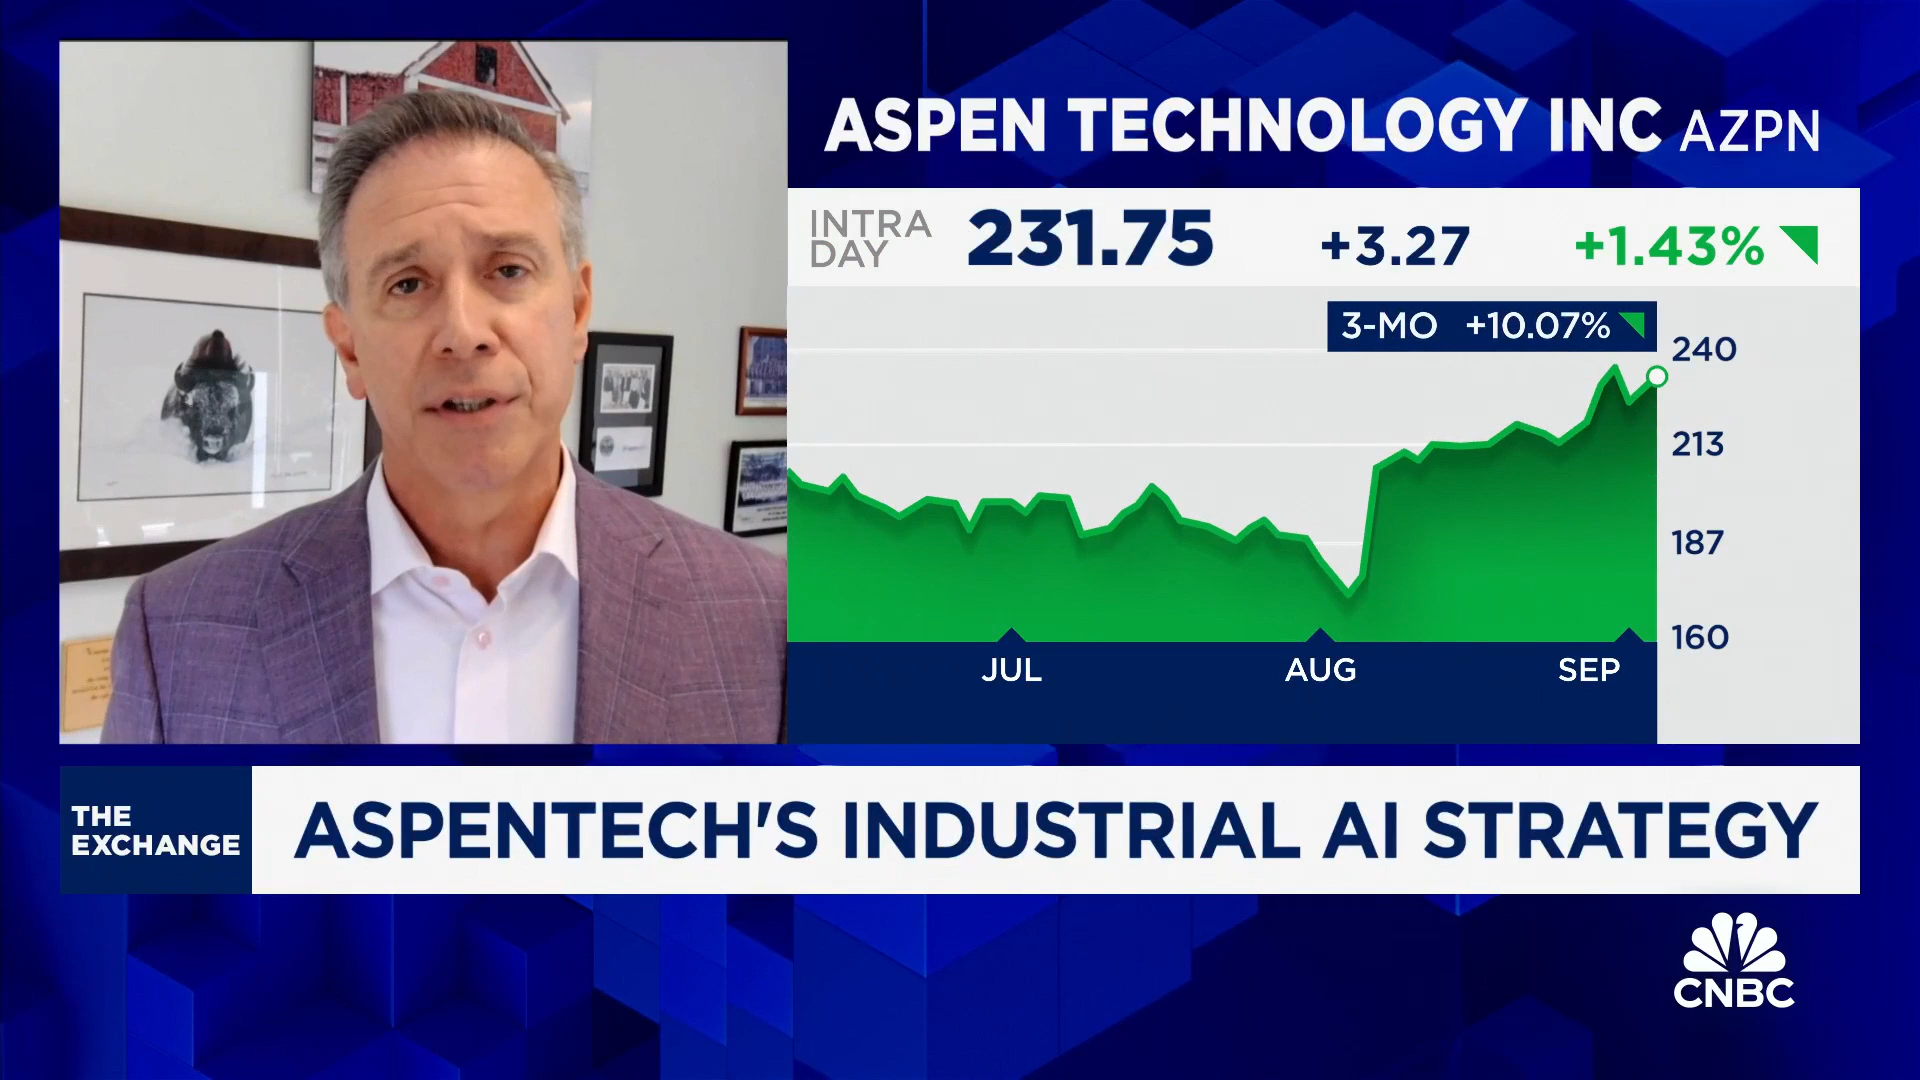 ASPEN TECHNOLOGY INC AZPN
INTRA
DAY
231.75 +3.27 +1.43%
3-MO +10.07%
240
213
187
160
JUL AUG SEP
THE
EXCHANGE
ASPENTECH'S INDUSTRIAL AI STRATEGY
CNBC